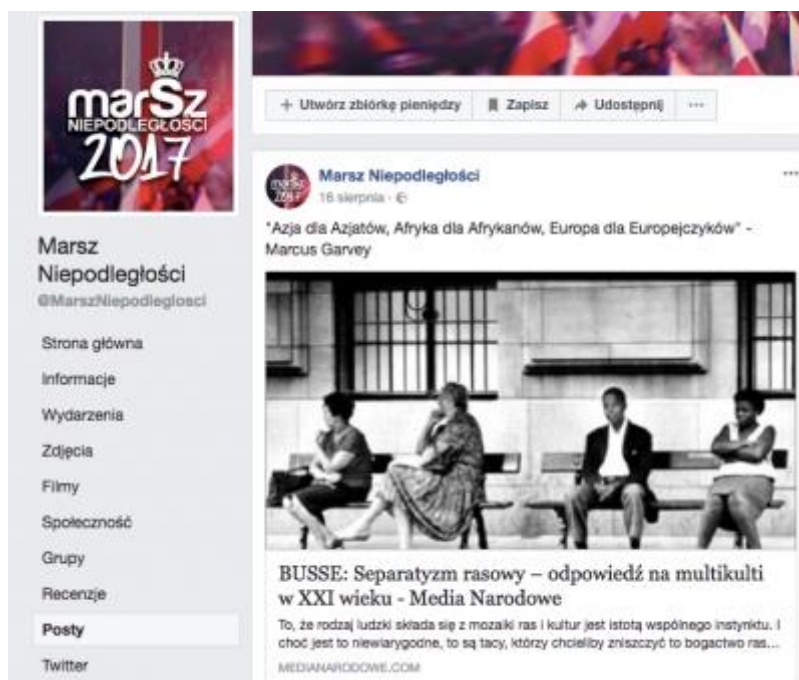 marSz
NIEPODLEGŁOŚCI
2017
Marsz
Niepodległości
@MarszNiepodleglosci
Strona główna
Informacje
Wydarzenia
Zdjęcia
Filmy
Społeczność
Grupy
Recenzje
Posty
Twitter
+ Utwórz zbiórkę pieniędzy
Zapisz
Udostępnij
...
marSz
2017
Marsz Niepodległości
16 sierpnia ·
...
"Azja dla Azjatów, Afryka dla Afrykanów, Europa dla Europejczyków" -
Marcus Garvey
BUSSE: Separatyzm rasowy – odpowiedź na multikulti
w XXI wieku - Media Narodowe
To, że rodzaj ludzki składa się z mozaiki ras i kultur jest istotą wspólnego instynktu. I
choć jest to niewiarygodne, to są tacy, którzy chcieliby zniszczyć to bogactwo ras...
MEDIANARODOWE.COM